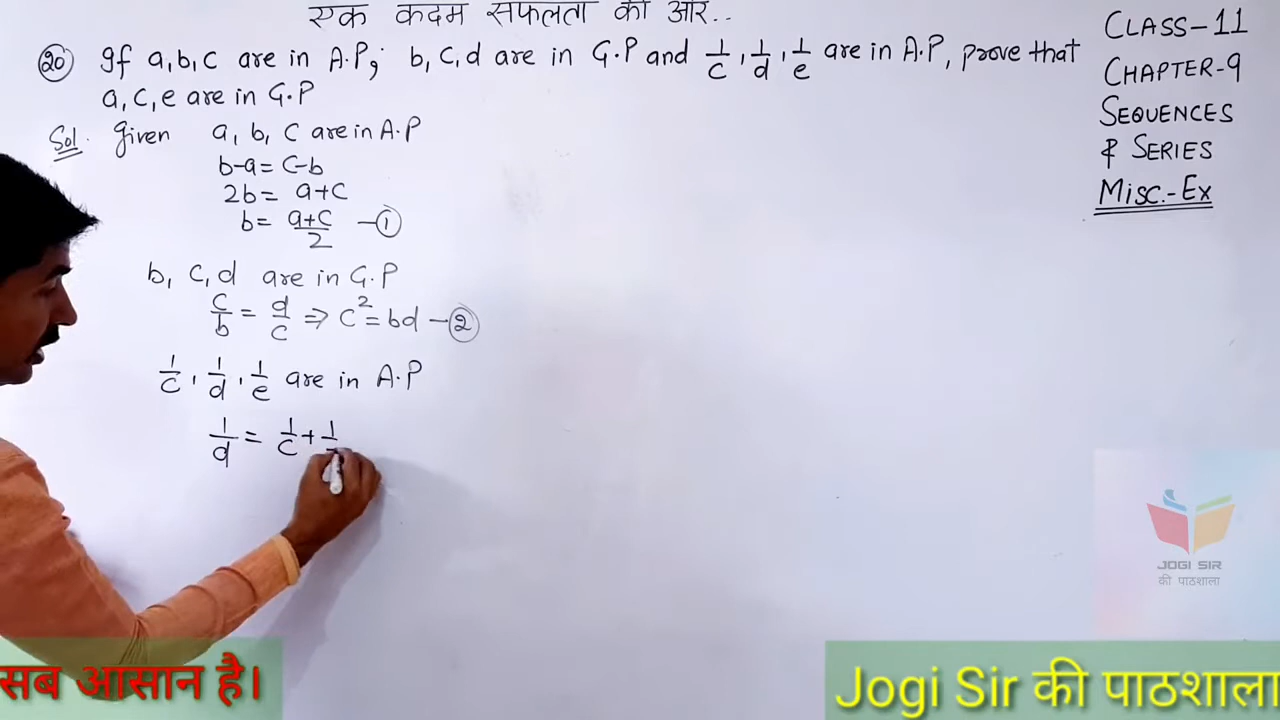 एक कदम सफलता की ओर..
(20) If a, b, c are in A.P; b, c, d are in G.P and 1/c, 1/d, 1/e are in A.P, prove that
a, c, e are in G.P
Sol. Given a, b, c are in A.P
b-a = c-b
2b = a+c
b = a+c/2 —(1)
b, c, d are in G.P
c/b = d/c ⇒ c² = bd —(2)
1/c, 1/d, 1/e are in A.P
1/d = 1/c + 1/
CLASS-11
CHAPTER-9
SEQUENCES
& SERIES
MISC.-EX
JOGI SIR
की पाठशाला
सब आसान है।
Jogi Sir की पाठशाला